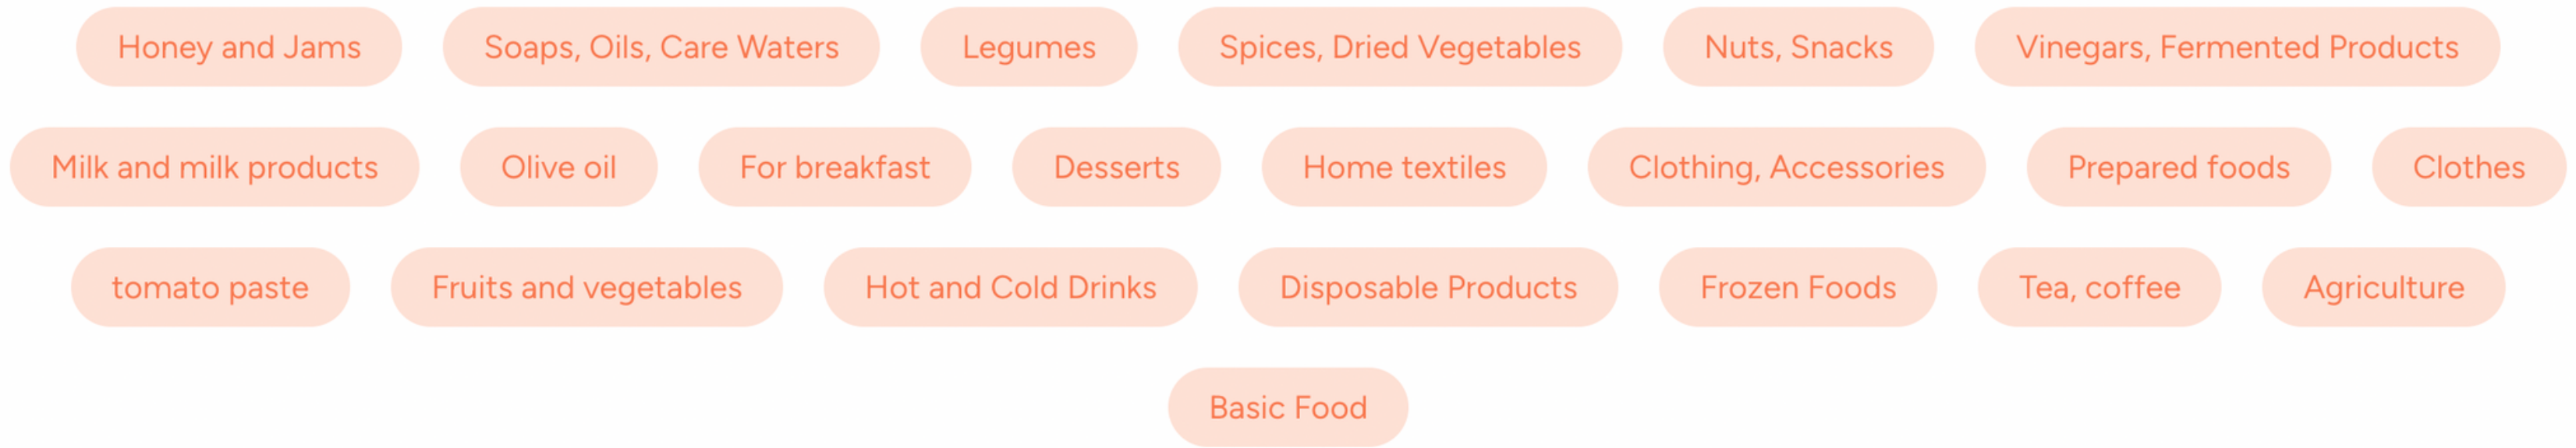 Honey and Jams Soaps, Oils, Care Waters Legumes Spices, Dried Vegetables Nuts, Snacks Vinegars, Fermented Products
Milk and milk products Olive oil For breakfast Desserts Home textiles Clothing, Accessories Prepared foods Clothes
tomato paste Fruits and vegetables Hot and Cold Drinks Disposable Products Frozen Foods Tea, coffee Agriculture
Basic Food